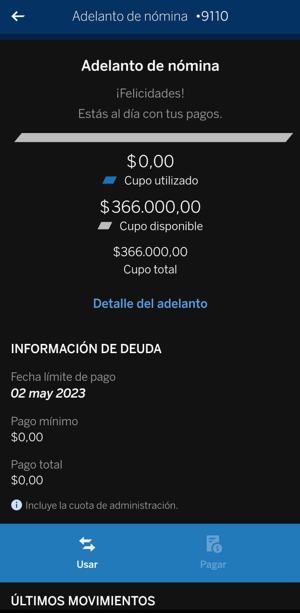 Adelanto de nómina •9110
Adelanto de nómina
¡Felicidades!
Estás al día con tus pagos.
$0,00
Cupo utilizado
$366.000,00
Cupo disponible
$366.000,00
Cupo total
Detalle del adelanto
INFORMACIÓN DE DEUDA
Fecha límite de pago
02 may 2023
Pago mínimo
$0,00
Pago total
$0,00
Incluye la cuota de administración.
Usar
Pagar
ÚLTIMOS MOVIMIENTOS